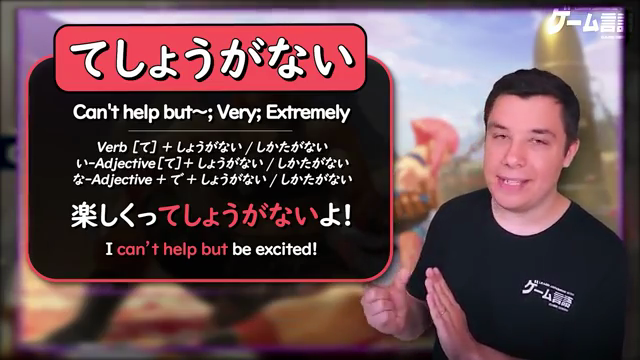 てしょうがない
Can't help but～; Very; Extremely
Verb [て] + しょうがない / しかたがない
い-Adjective[て]+ しょうがない / しかたがない
な-Adjective + で + しょうがない / しかたがない
楽しくってしょうがないよ!
I can't help but be excited!
ゲーム言語
ゲーム言語